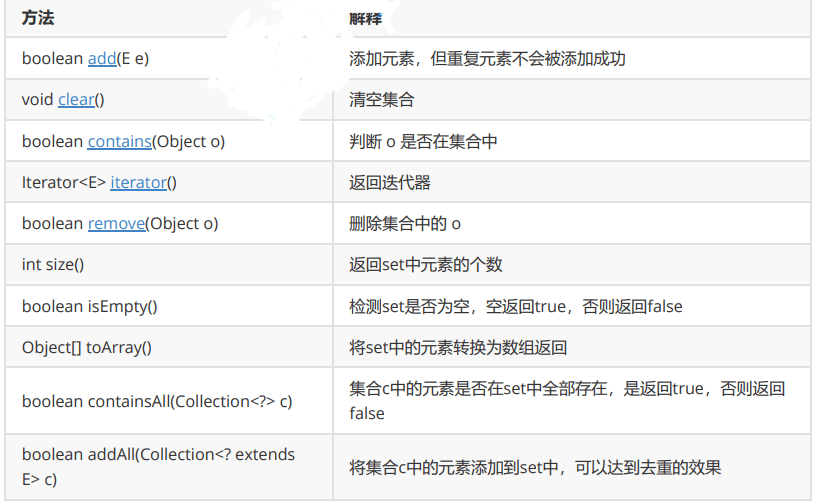 方法 解释
boolean add(E e) 添加元素，但重复元素不会被添加成功
void clear() 清空集合
boolean contains(Object o) 判断 o 是否在集合中
Iterator<E> iterator() 返回迭代器
boolean remove(Object o) 删除集合中的 o
int size() 返回set中元素的个数
boolean isEmpty() 检测set是否为空，空返回true，否则返回false
Object[] toArray() 将set中的元素转换为数组返回
boolean containsAll(Collection<?> c) 集合c中的元素是否在set中全部存在，是返回true，否则返回
false
boolean addAll(Collection<? extends
E> c) 将集合c中的元素添加到set中，可以达到去重的效果